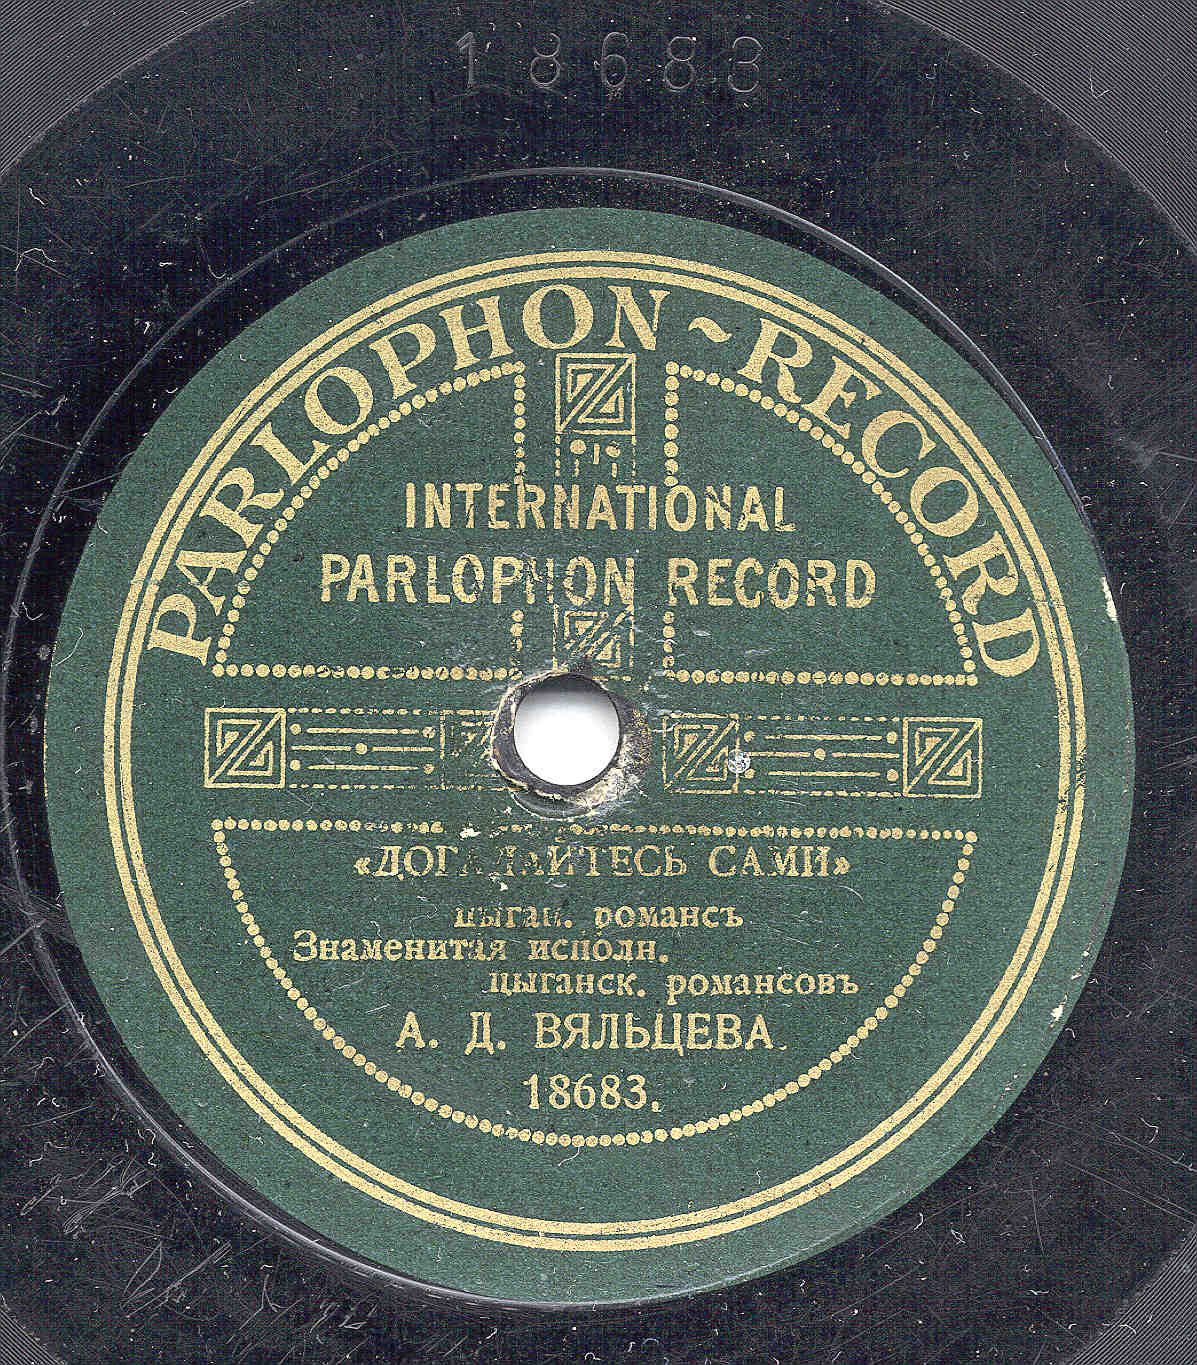 18683
PARLOPHON ~ RECORD
INTERNATIONAL
PARLOPHON RECORD
«ДОГАДАЙТЕСЬ САМИ»
цыган. романсъ
Знаменитая исполн.
цыганск. романсовъ
А. Д. ВЯЛЬЦЕВА.
18683.